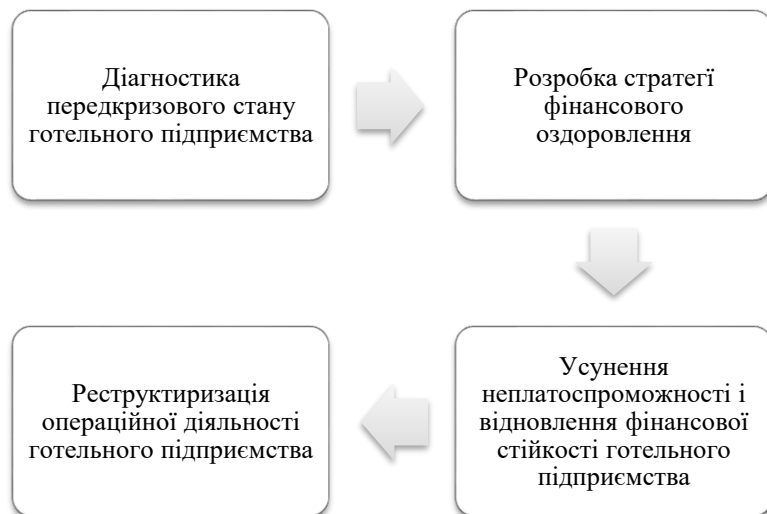 Діагностика
передкризового стану
готельного підприємства
Розробка стратегї
фінансового
оздоровлення
Усунення
неплатоспроможності і
відновлення фінансової
стійкості готельного
підприємства
Реструктиризація
операційної діяльності
готельного підприємства